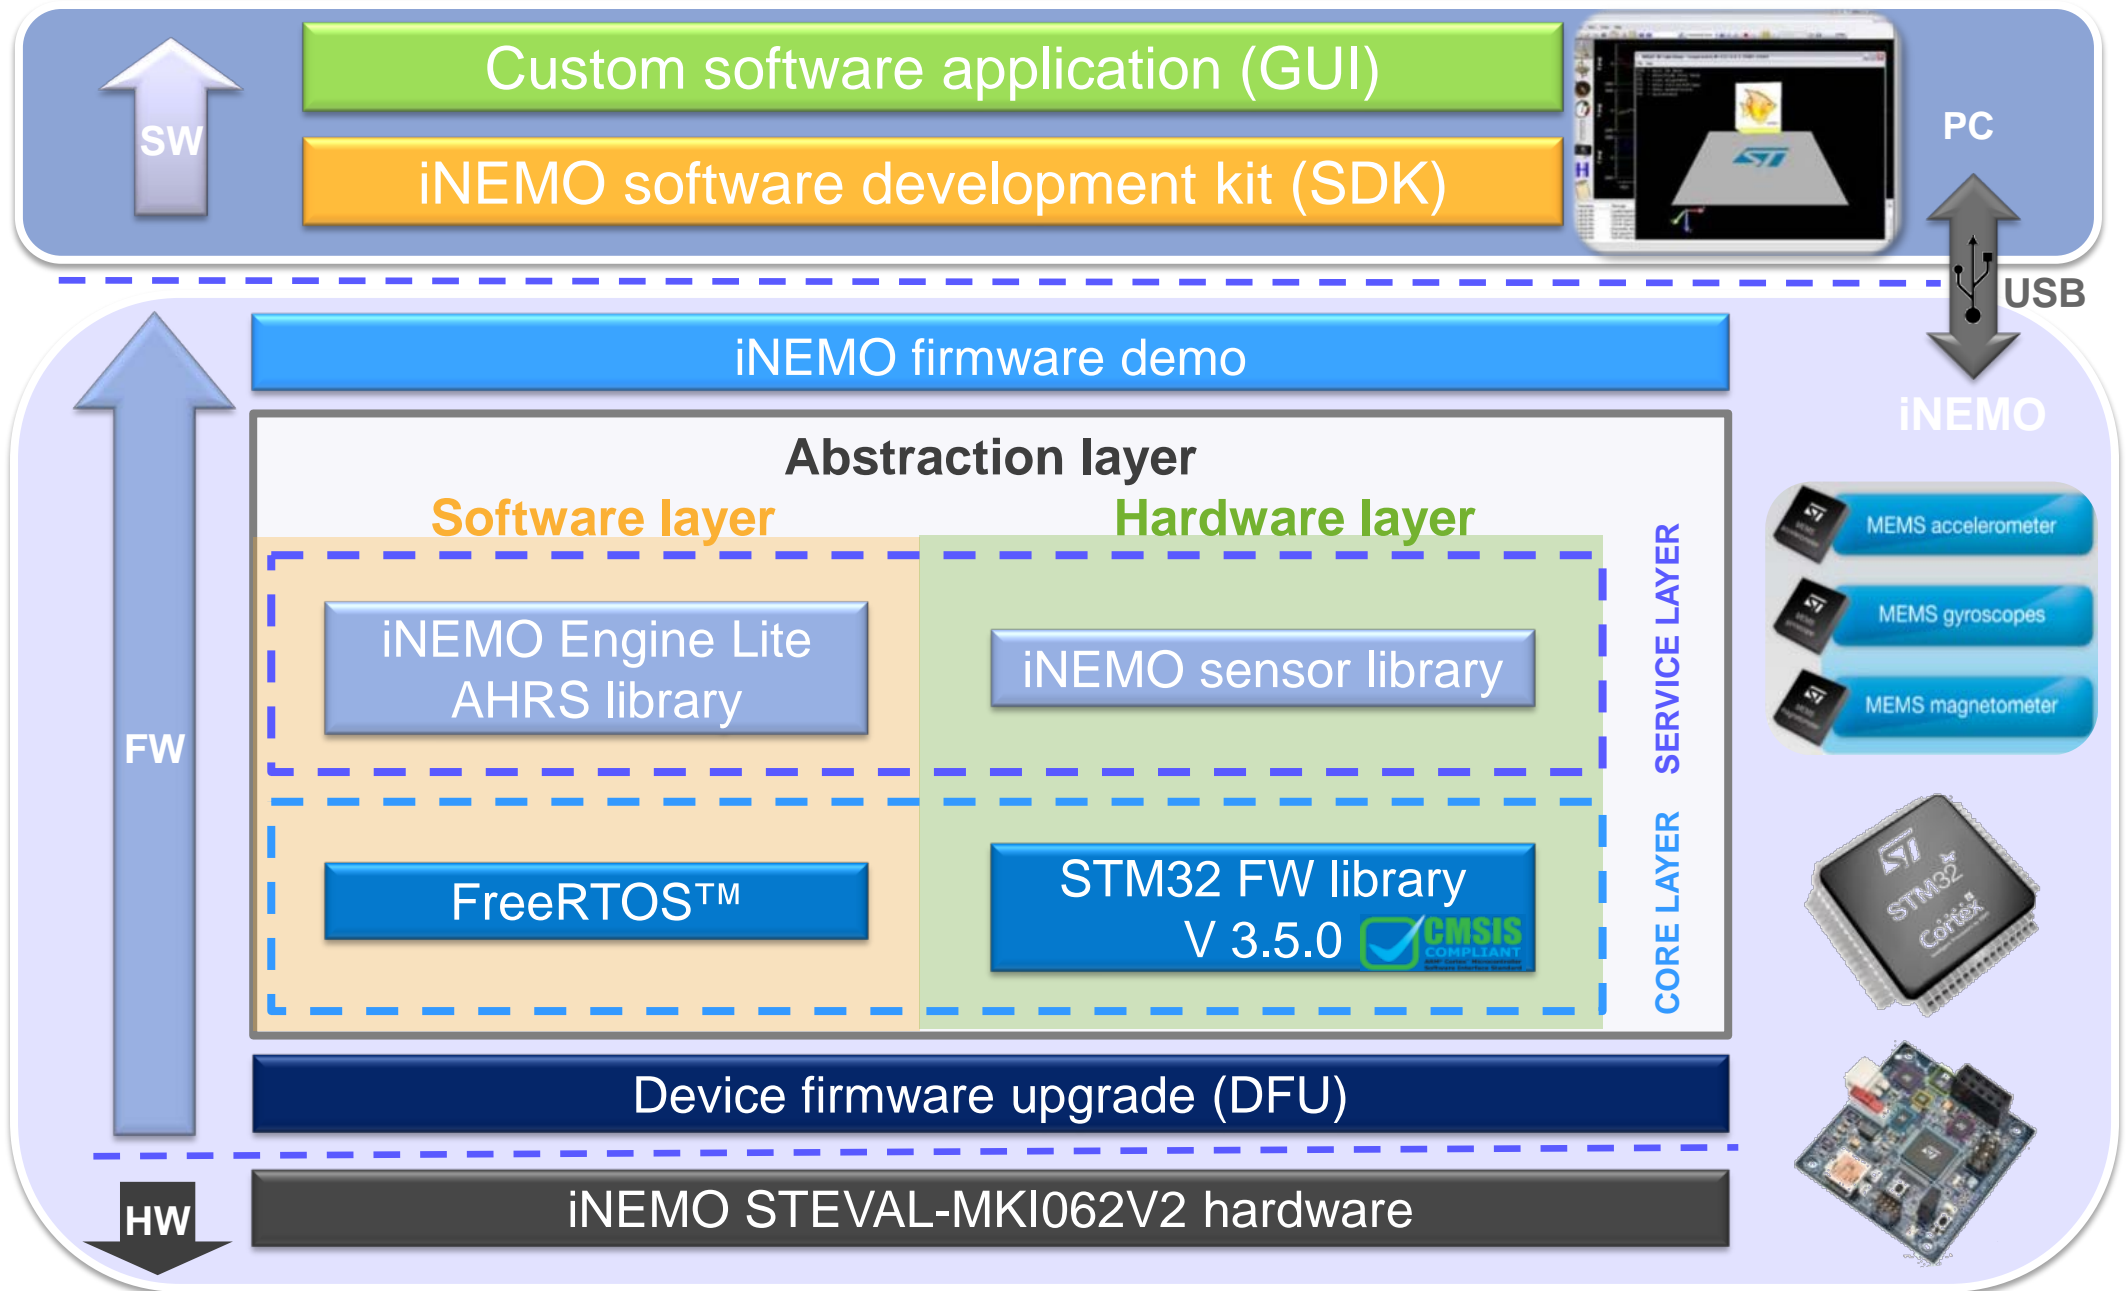 Custom software application (GUI)
SW
PC
iNEMO software development kit (SDK)
USB
iNEMO firmware demo
iNEMO
Abstraction layer
Software layer
Hardware layer
MEMS accelerometer
iNEMO Engine Lite
AHRS library
iNEMO sensor library
SERVICE LAYER
MEMS gyroscopes
MEMS magnetometer
FW
FreeRTOS™
STM32 FW library
V 3.5.0
CMSIS
COMPLIANT
CORE LAYER
ST
STM32
Cortex
Device firmware upgrade (DFU)
HW
iNEMO STEVAL-MKI062V2 hardware